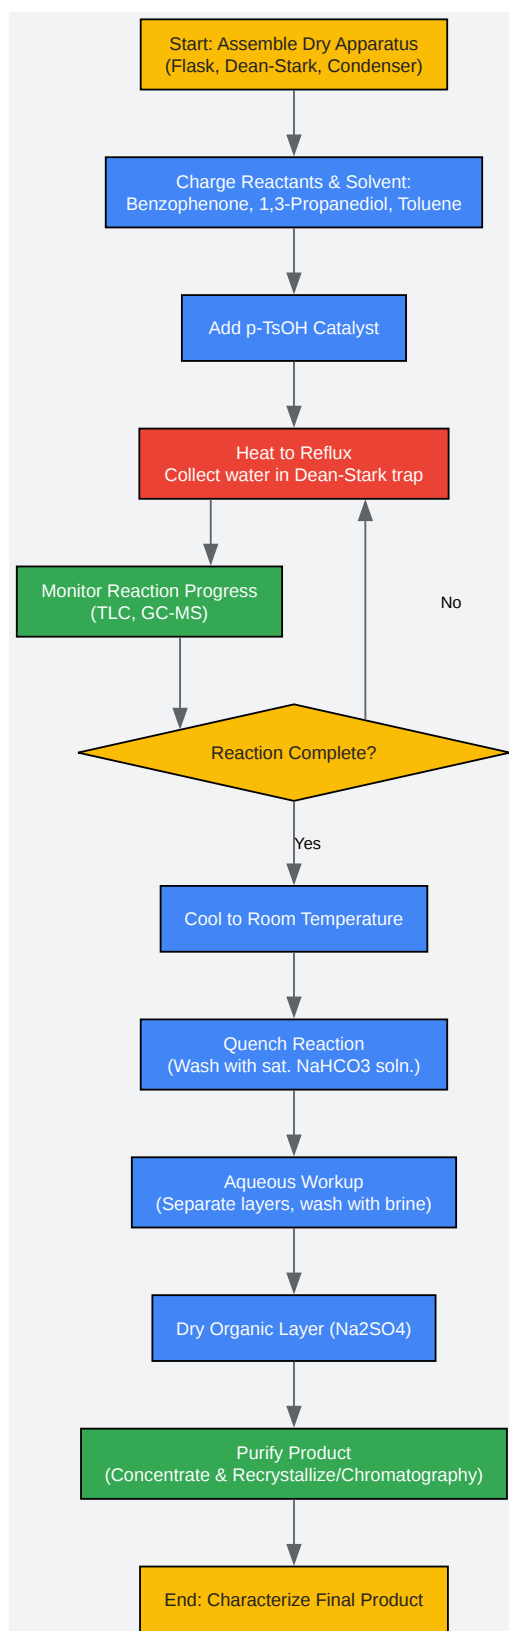 Start: Assemble Dry Apparatus
(Flask, Dean-Stark, Condenser)
Charge Reactants & Solvent:
Benzophenone, 1,3-Propanediol, Toluene
Add p-TsOH Catalyst
Heat to Reflux
Collect water in Dean-Stark trap
Monitor Reaction Progress
(TLC, GC-MS)
No
Reaction Complete?
Yes
Cool to Room Temperature
Quench Reaction
(Wash with sat. NaHCO3 soln.)
Aqueous Workup
(Separate layers, wash with brine)
Dry Organic Layer (Na2SO4)
Purify Product
(Concentrate & Recrystallize/Chromatography)
End: Characterize Final Product